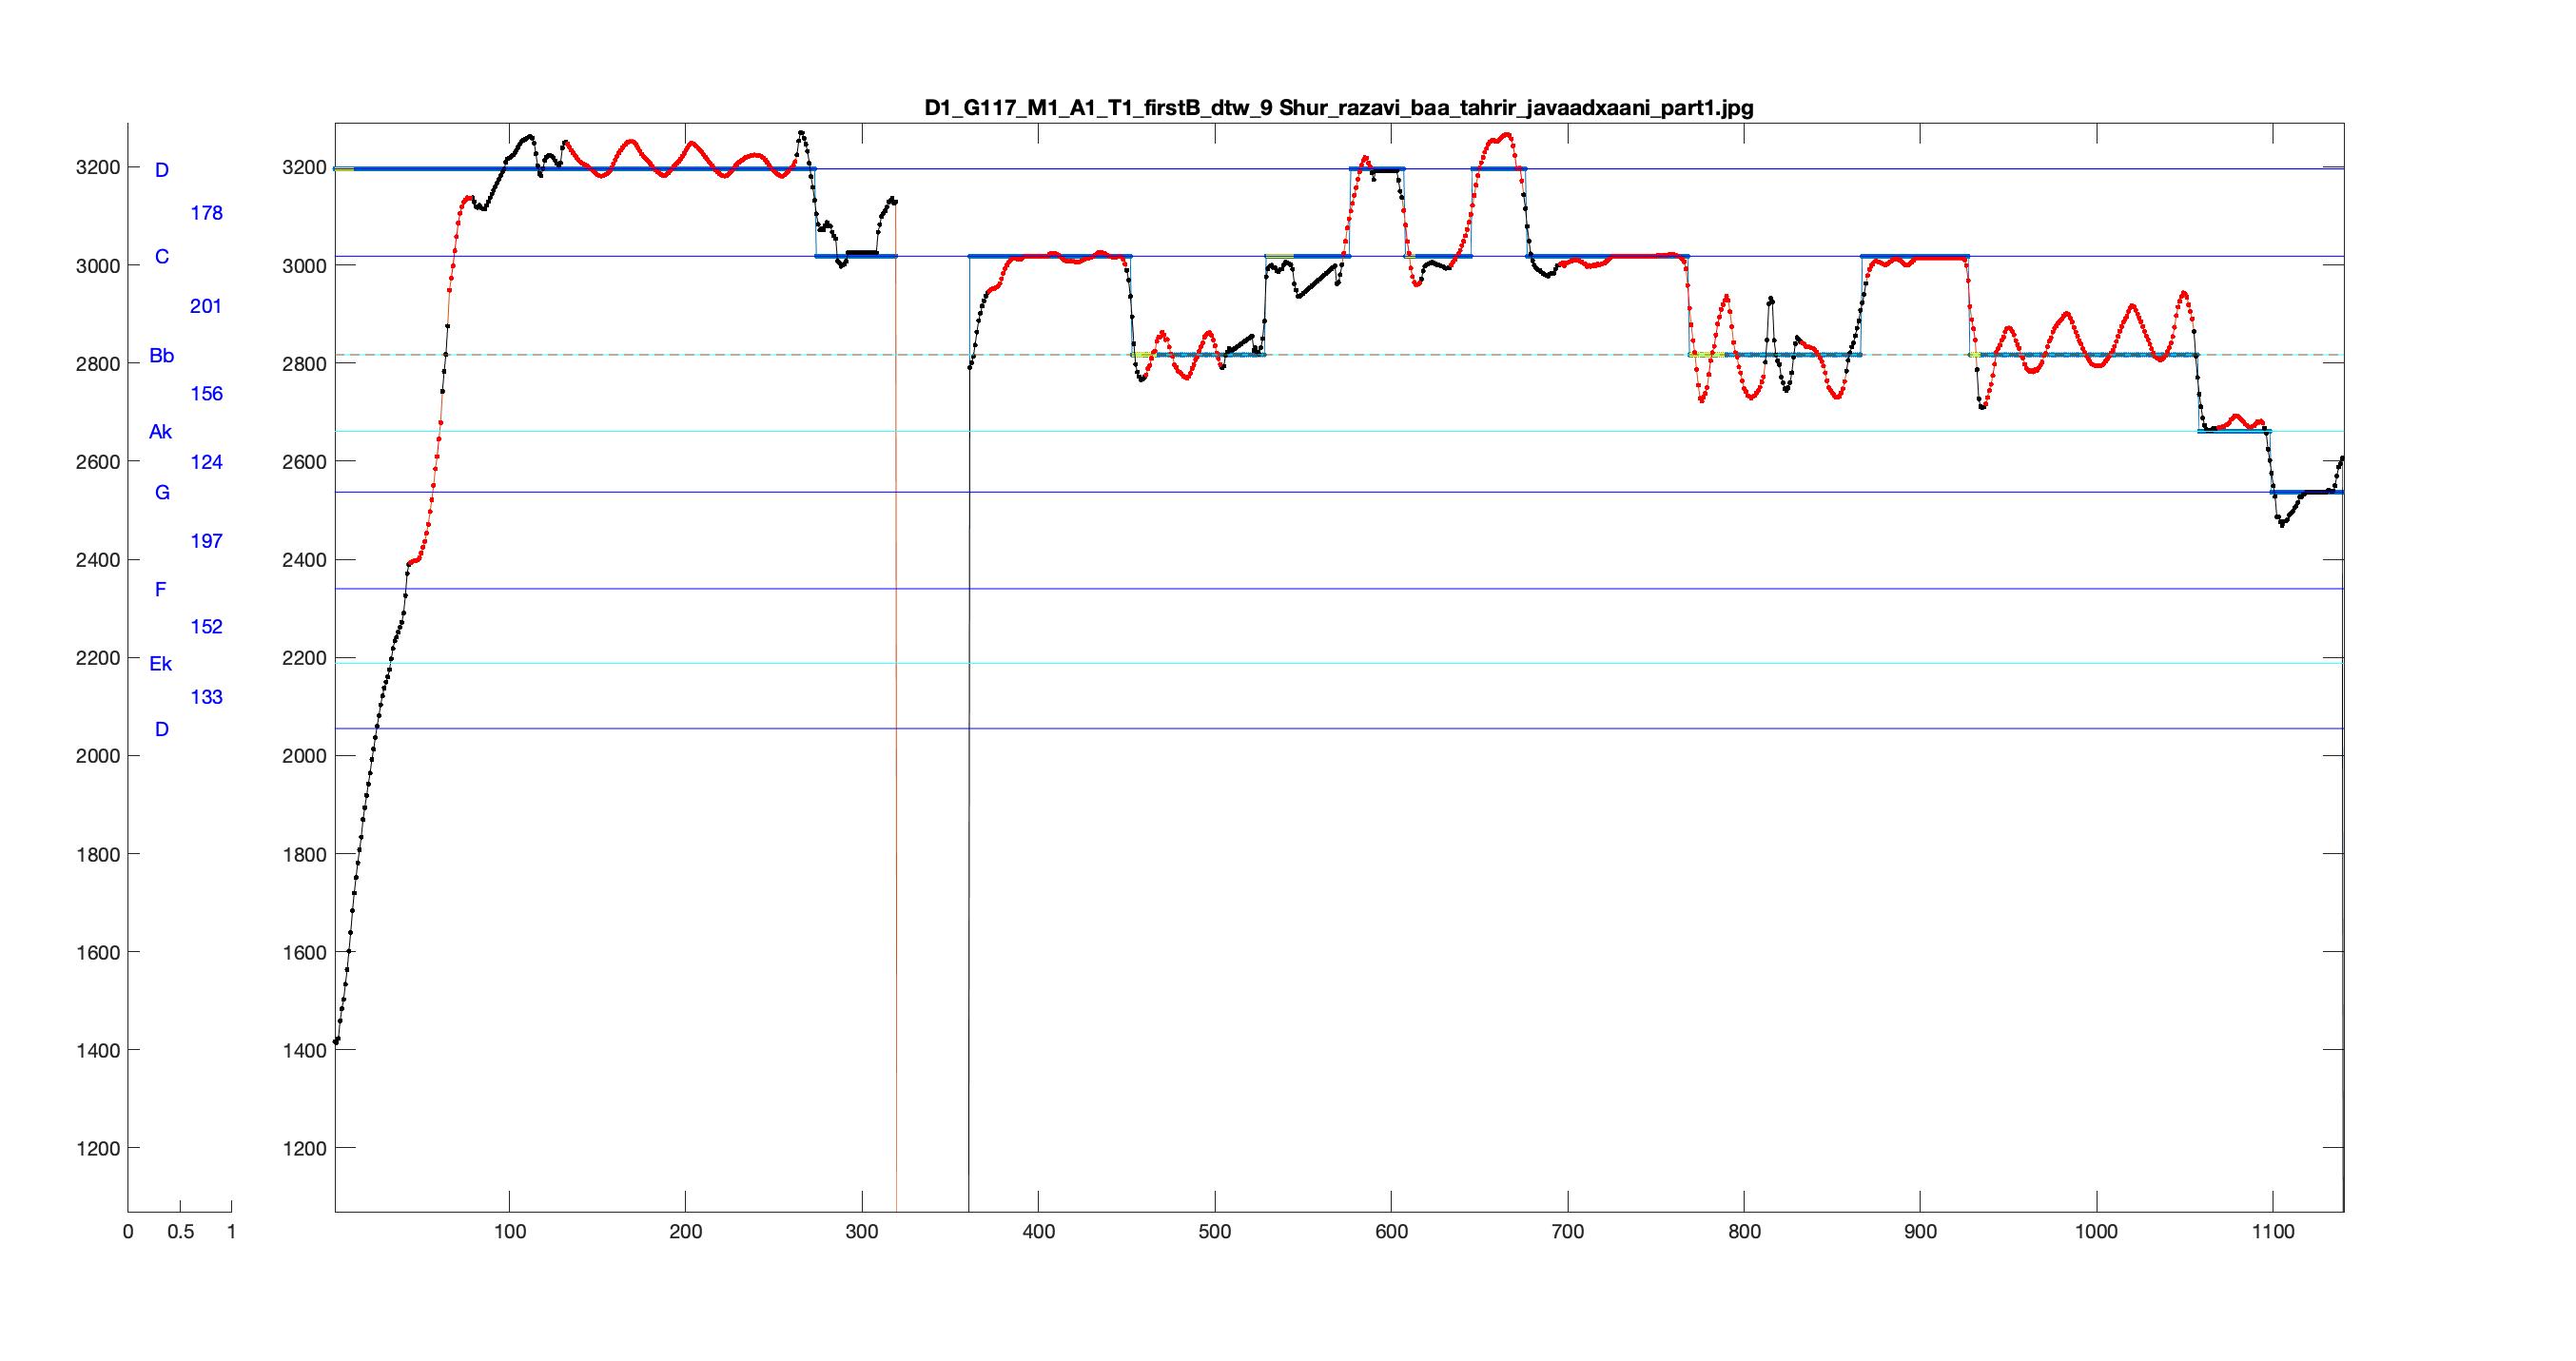 D1_G117_M1_A1_T1_firstB_dtw_9 Shur_razavi_baa_tahrir_javaadxaani_part1.jpg
3200 D 3200
178
C
3000 3000
201
Bb
2800 2800
156
Ak
2600 124 2600
G
197
2400 2400
F
152
2200 Ek 2200
133
D
2000 2000
1800 1800
1600 1600
1400 1400
1200 1200
0 0.5 1 100 200 300 400 500 600 700 800 900 1000 1100